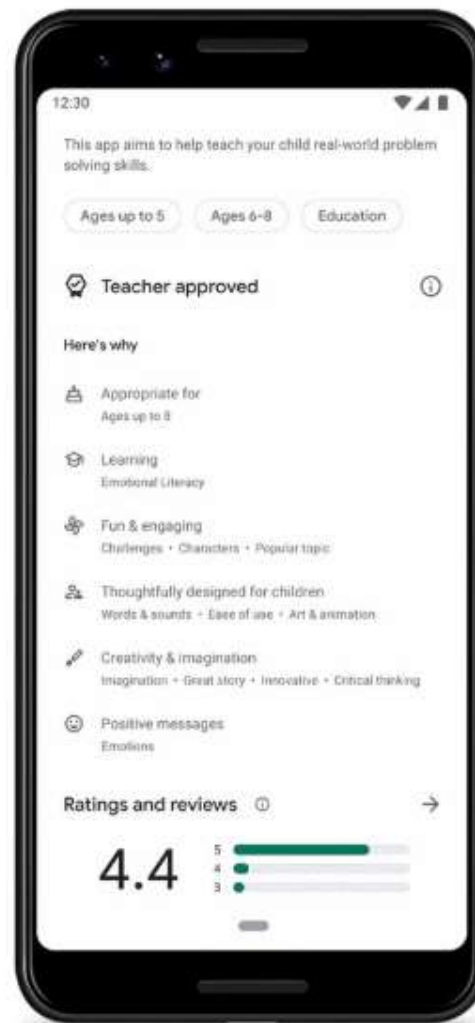 12:30
This app aims to help teach your child real-world problem
solving skills.
Ages up to 5 Ages 6-8 Education
Teacher approved
Here's why
Appropriate for
Ages up to 8
Learning
Emotional Literacy
Fun & engaging
Challenges • Characters • Popular topic
Thoughtfully designed for children
Words & sounds • Ease of use • Art & animation
Creativity & imagination
Imagination • Great story • Innovative • Critical thinking
Positive messages
Emotions
Ratings and reviews
4.4
5
4
3